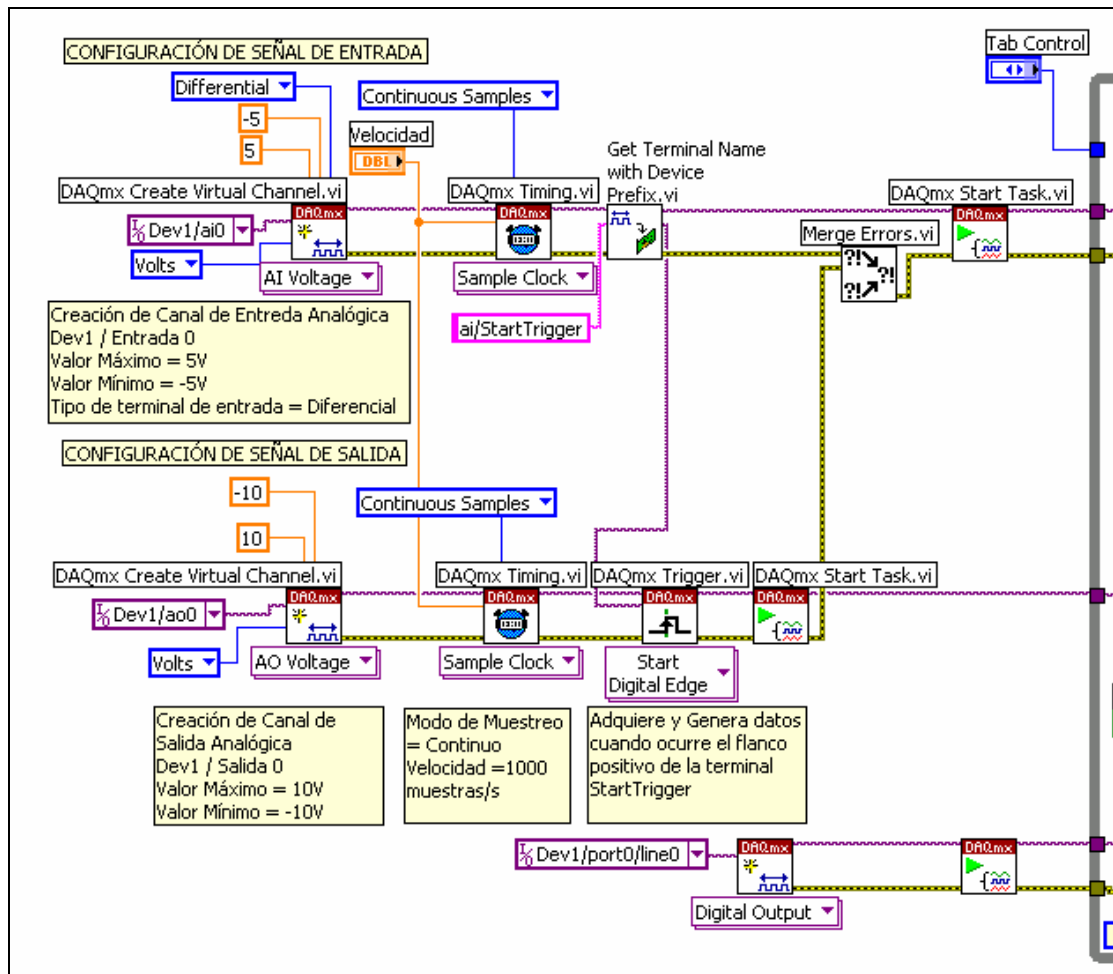 CONFIGURACIÓN DE SEÑAL DE ENTRADA
Tab Control
Differential
Continuous Samples
-5
5
Velocidad
DBL
Get Terminal Name
with Device
Prefix.vi
DAQmx Create Virtual Channel.vi
DAQmx Timing.vi
DAQmx Start Task.vi
DAQmx
DAQmx
DAQmx
I/O Dev1/ai0
Merge Errors.vi
Volts
?!
?!
?!
AI Voltage
Sample Clock
ai/StartTrigger
Creación de Canal de Entreda Analógica
Dev1 / Entrada 0
Valor Máximo = 5V
Valor Mínimo = -5V
Tipo de terminal de entrada = Diferencial
CONFIGURACIÓN DE SEÑAL DE SALIDA
-10
Continuous Samples
10
DAQmx Create Virtual Channel.vi
DAQmx Timing.vi
DAQmx Trigger.vi
DAQmx Start Task.vi
DAQmx
DAQmx
DAQmx
DAQmx
I/O Dev1/ao0
Volts
AO Voltage
Sample Clock
Start
Digital Edge
Creación de Canal de
Salida Analógica
Dev1 / Salida 0
Valor Máximo = 10V
Valor Mínimo = -10V
Modo de Muestreo
= Continuo
Velocidad =1000
muestras/s
Adquiere y Genera datos
cuando ocurre el flanco
positivo de la terminal
StartTrigger
I/O Dev1/port0/line0
DAQmx
DAQmx
Digital Output